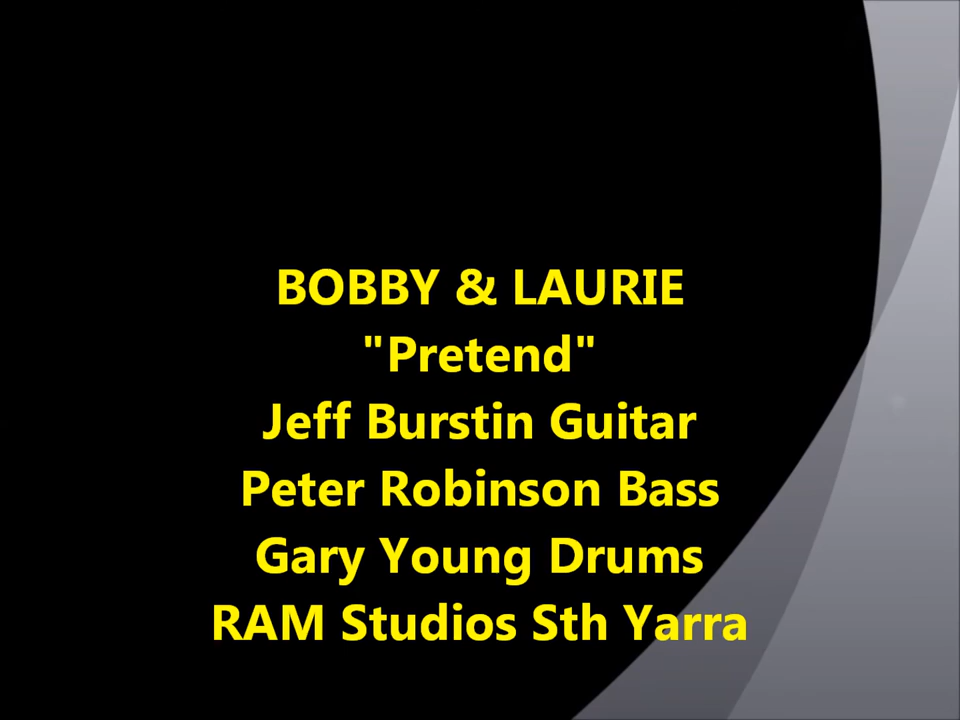 BOBBY & LAURIE
"Pretend"
Jeff Burstin Guitar
Peter Robinson Bass
Gary Young Drums
RAM Studios Sth Yarra